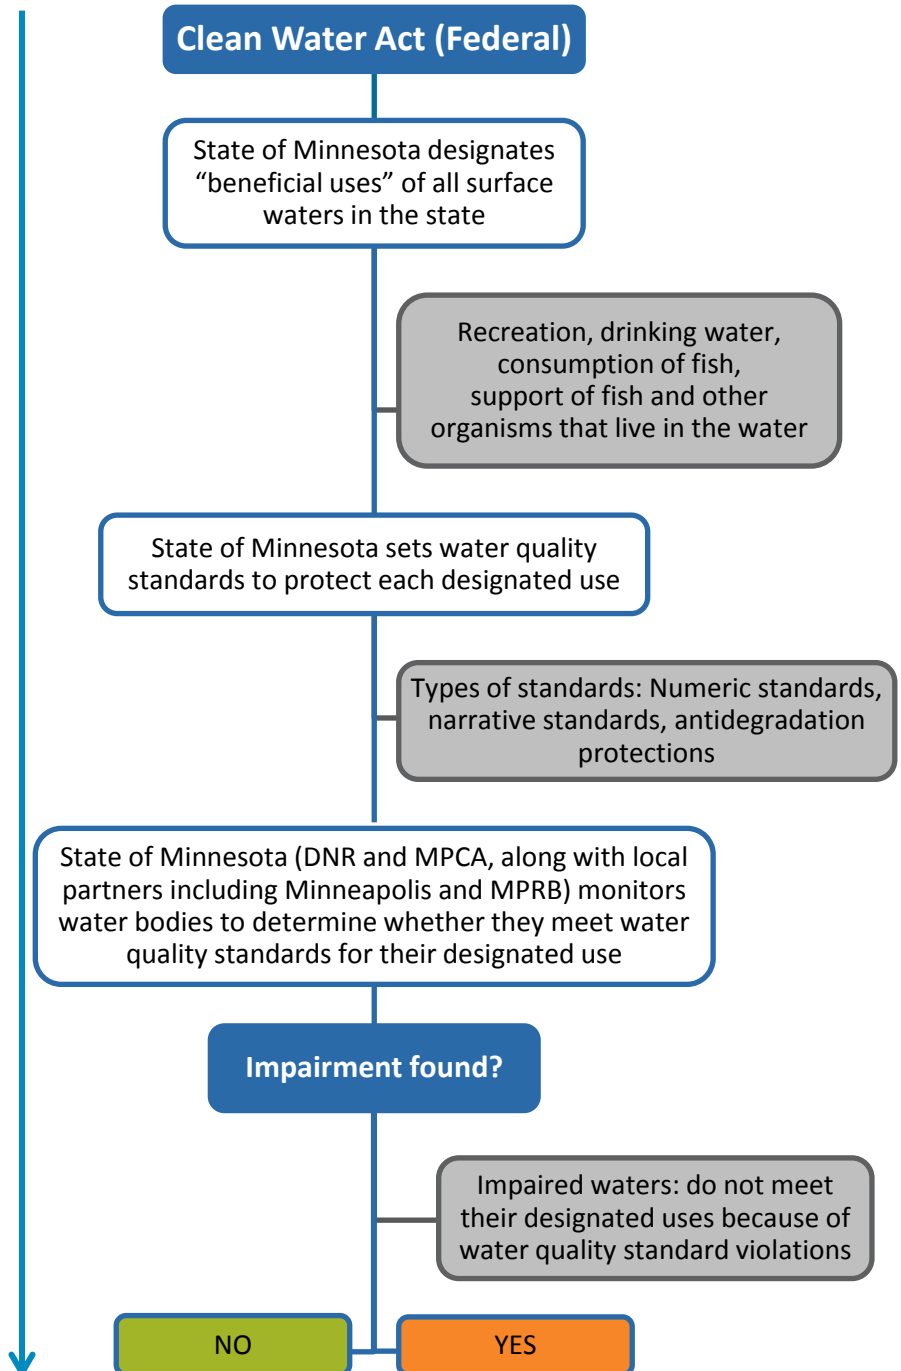 Clean Water Act (Federal)
State of Minnesota designates
“beneficial uses” of all surface
waters in the state
Recreation, drinking water,
consumption of fish,
support of fish and other
organisms that live in the water
State of Minnesota sets water quality
standards to protect each designated use
Types of standards: Numeric standards,
narrative standards, antidegradation
protections
State of Minnesota (DNR and MPCA, along with local
partners including Minneapolis and MPRB) monitors
water bodies to determine whether they meet water
quality standards for their designated use
Impairment found?
Impaired waters: do not meet
their designated uses because of
water quality standard violations
NO
YES